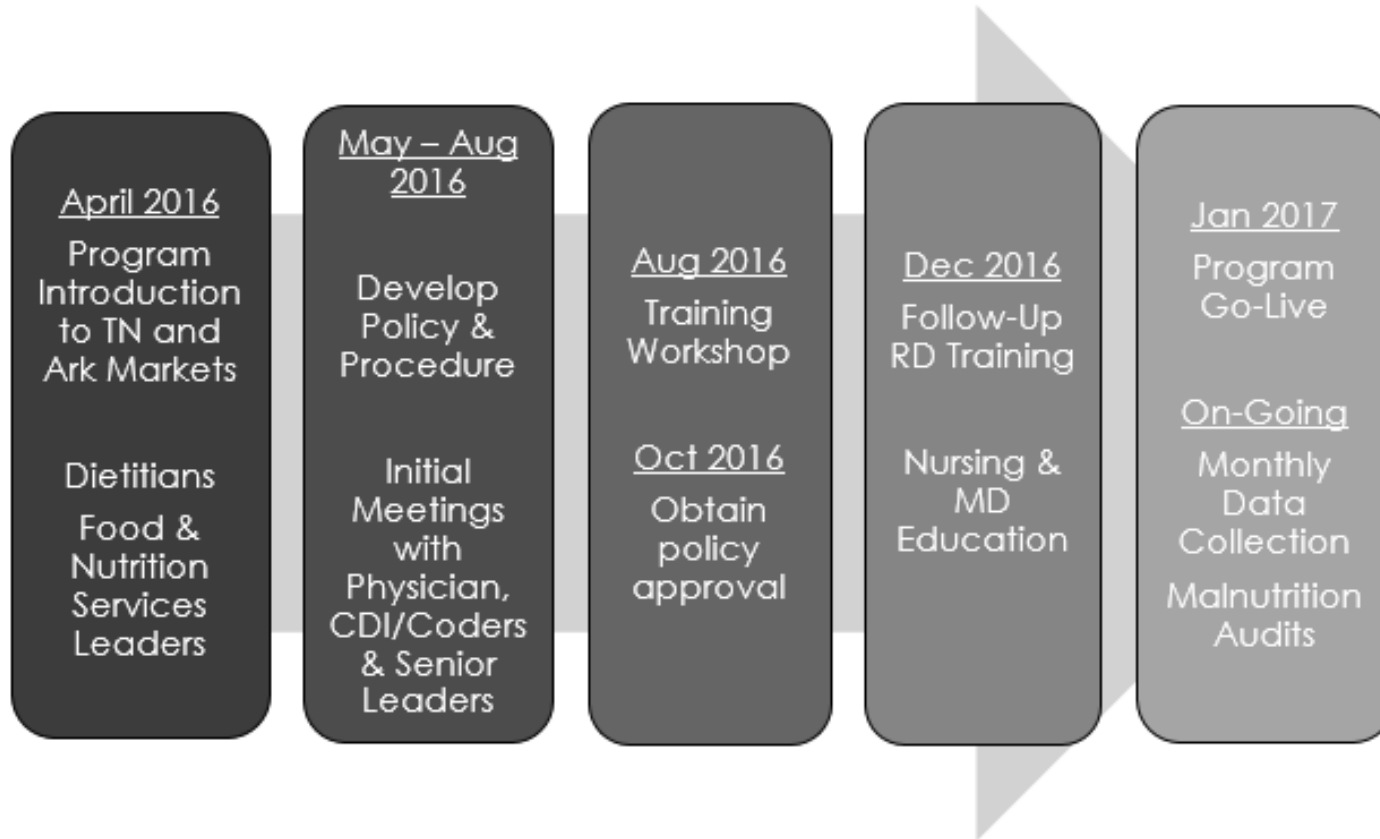 April 2016
Program
Introduction
to TN and
Ark Markets
Dietitians
Food &
Nutrition
Services
Leaders
May – Aug
2016
Develop
Policy &
Procedure
Initial
Meetings
with
Physician,
CDI/Coders
& Senior
Leaders
Aug 2016
Training
Workshop
Oct 2016
Obtain
policy
approval
Dec 2016
Follow-Up
RD Training
Nursing &
MD
Education
Jan 2017
Program
Go-Live
On-Going
Monthly
Data
Collection
Malnutrition
Audits